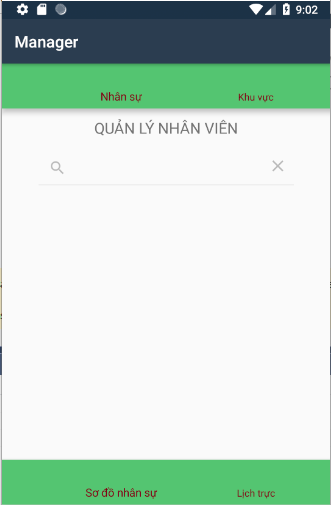 9:02
Manager
Nhân sự Khu vực
QUẢN LÝ NHÂN VIÊN
Sơ đồ nhân sự Lịch trực